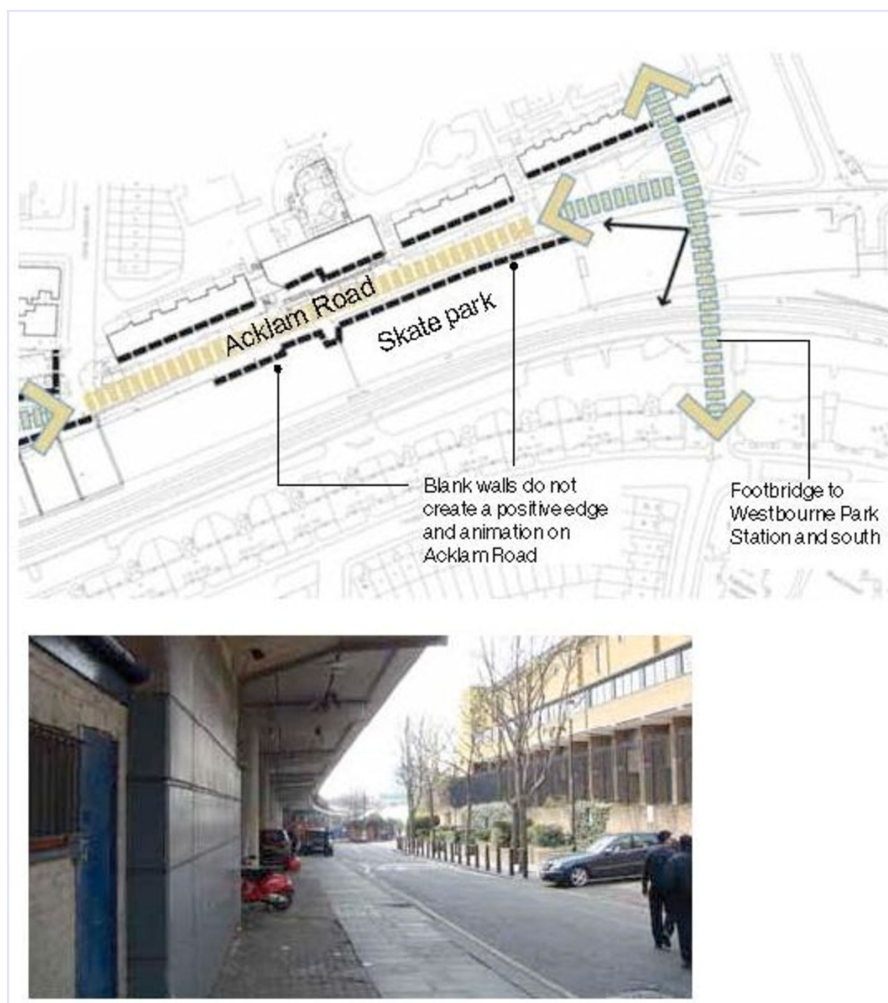 Acklam Road
Skate park
Blank walls do not
create a positive edge
and animation on
Acklam Road
Footbridge to
Westbourne Park
Station and south